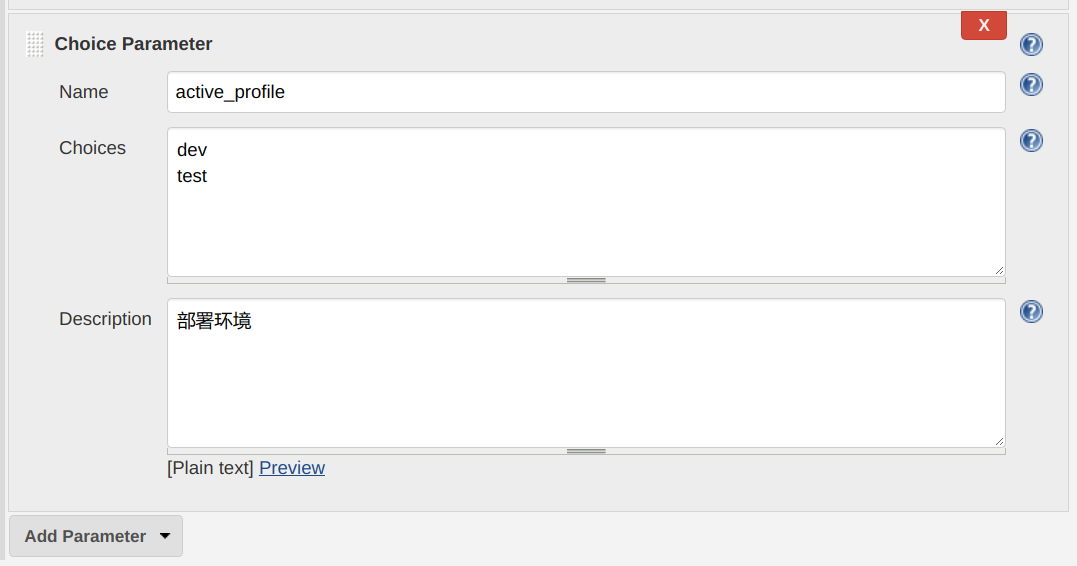 X
Choice Parameter
Name
active_profile
Choices
dev
test
Description
部署环境
[Plain text] Preview
Add Parameter